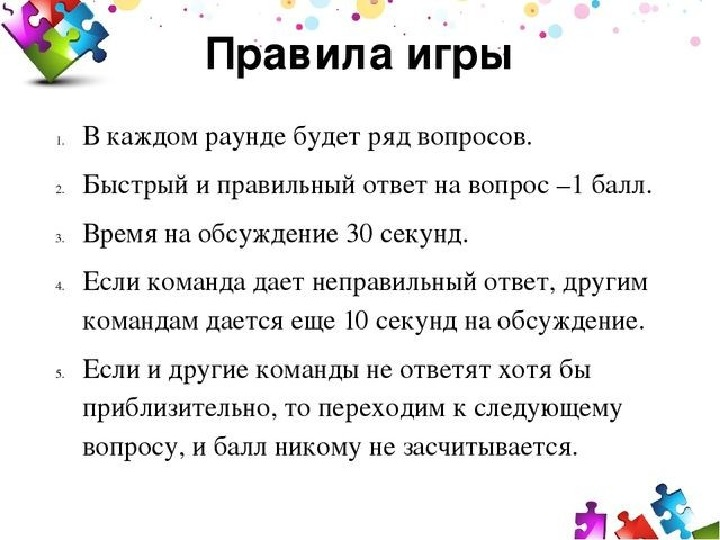 Правила игры
1. В каждом раунде будет ряд вопросов.
2. Быстрый и правильный ответ на вопрос –1 балл.
3. Время на обсуждение 30 секунд.
4. Если команда дает неправильный ответ, другим
командам дается еще 10 секунд на обсуждение.
5. Если и другие команды не ответят хотя бы
приблизительно, то переходим к следующему
вопросу, и балл никому не засчитывается.